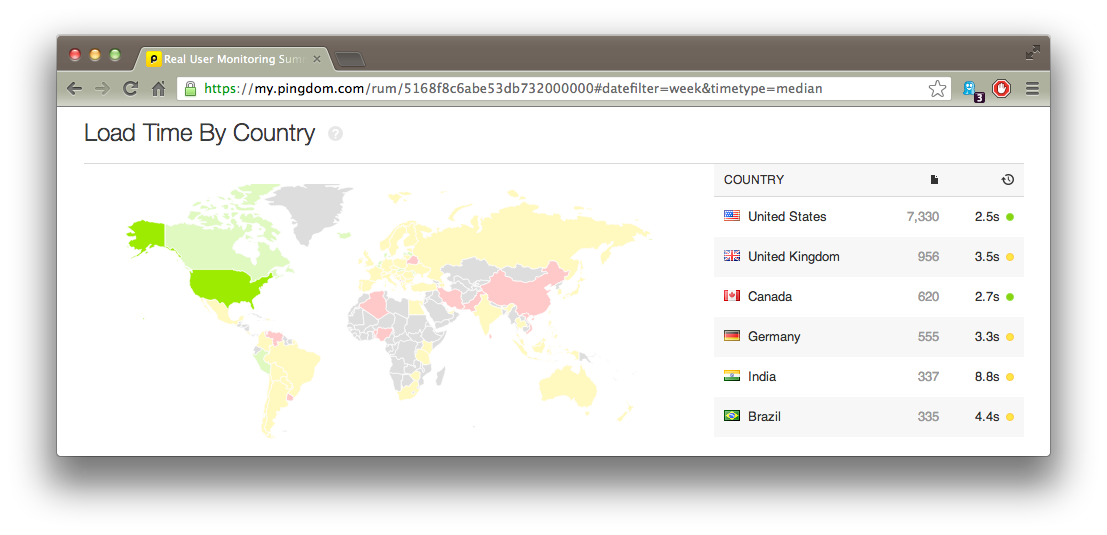 Real User Monitoring Sum
https://my.pingdom.com/rum/5168f8c6abe53db732000000#datefilter=week&timetype=median
3
Load Time By Country ?
COUNTRY
United States 7,330 2.5s
United Kingdom 956 3.5s
Canada 620 2.7s
Germany 555 3.3s
India 337 8.8s
Brazil 335 4.4s